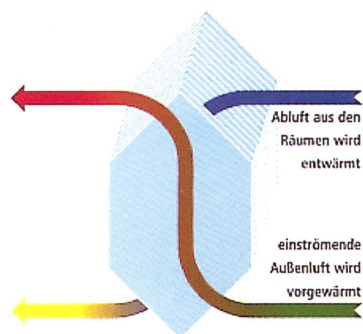 Abluft aus den
Räumen wird
entwärmt
einströmende
Außenluft wird
vorgewärmt